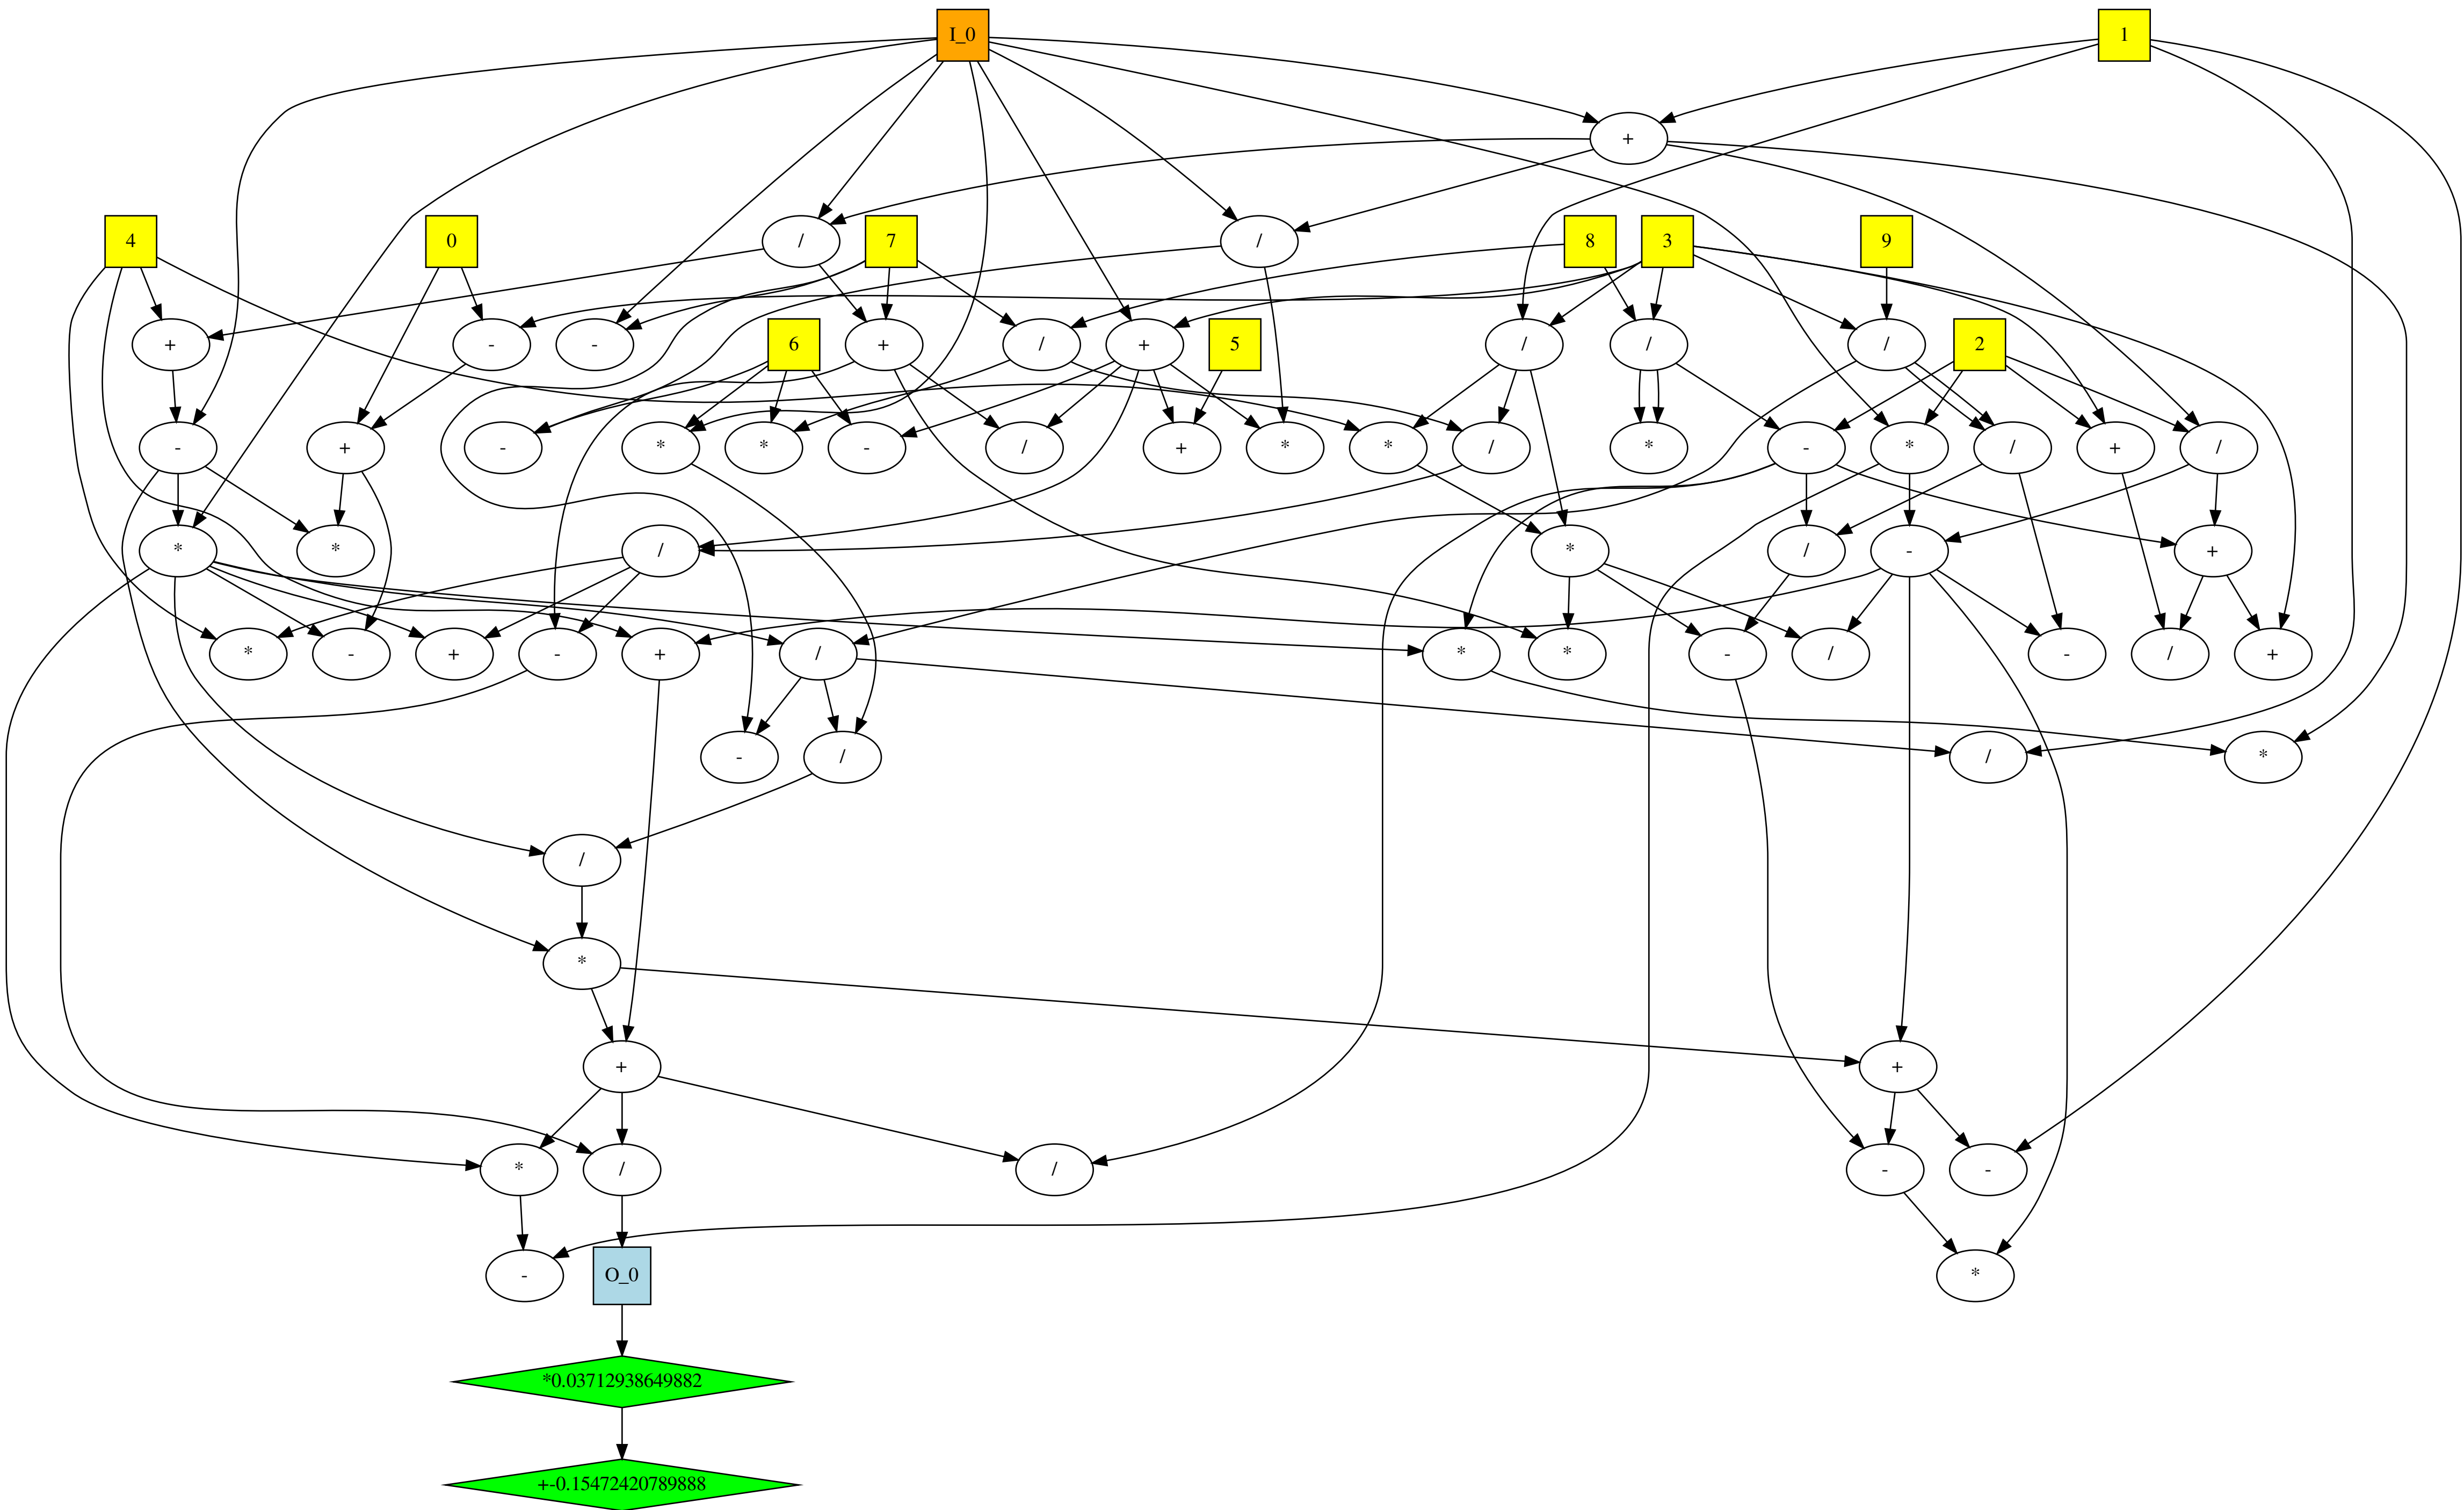 I_0 1
+
4 0 / 7 / 8 3 9
+ - - + 6 / + 5 / / / 2
- + - * * - / + * * / * - * / + /
* * / * / - +
* - + - + / * * - / - / +
- / / *
/
*
+ +
* / / - -
- O_0 *
*0.03712938649882
+-0.15472420789888